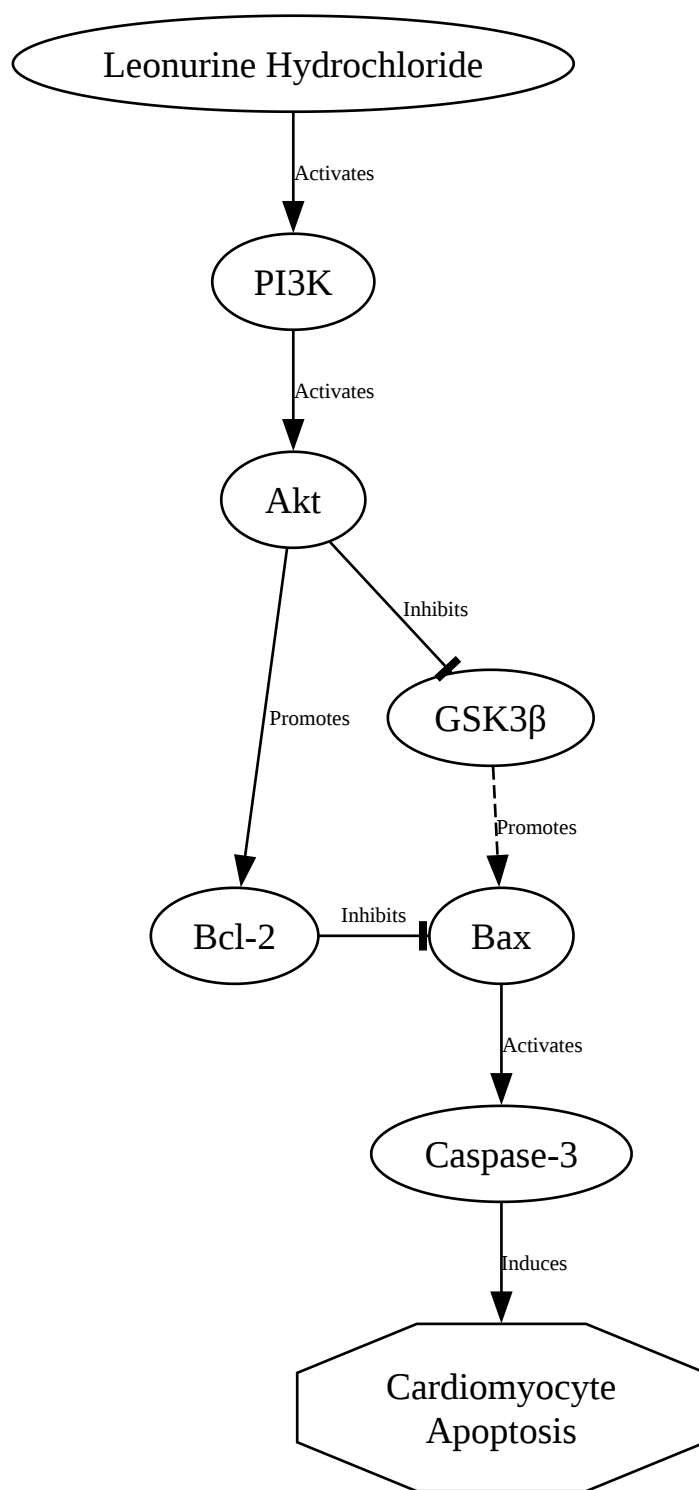 Leonurine Hydrochloride
Activates
PI3K
Activates
Akt
Inhibits
Promotes
GSK3β
Promotes
Bcl-2
Inhibits
Bax
Activates
Caspase-3
Induces
Cardiomyocyte
Apoptosis